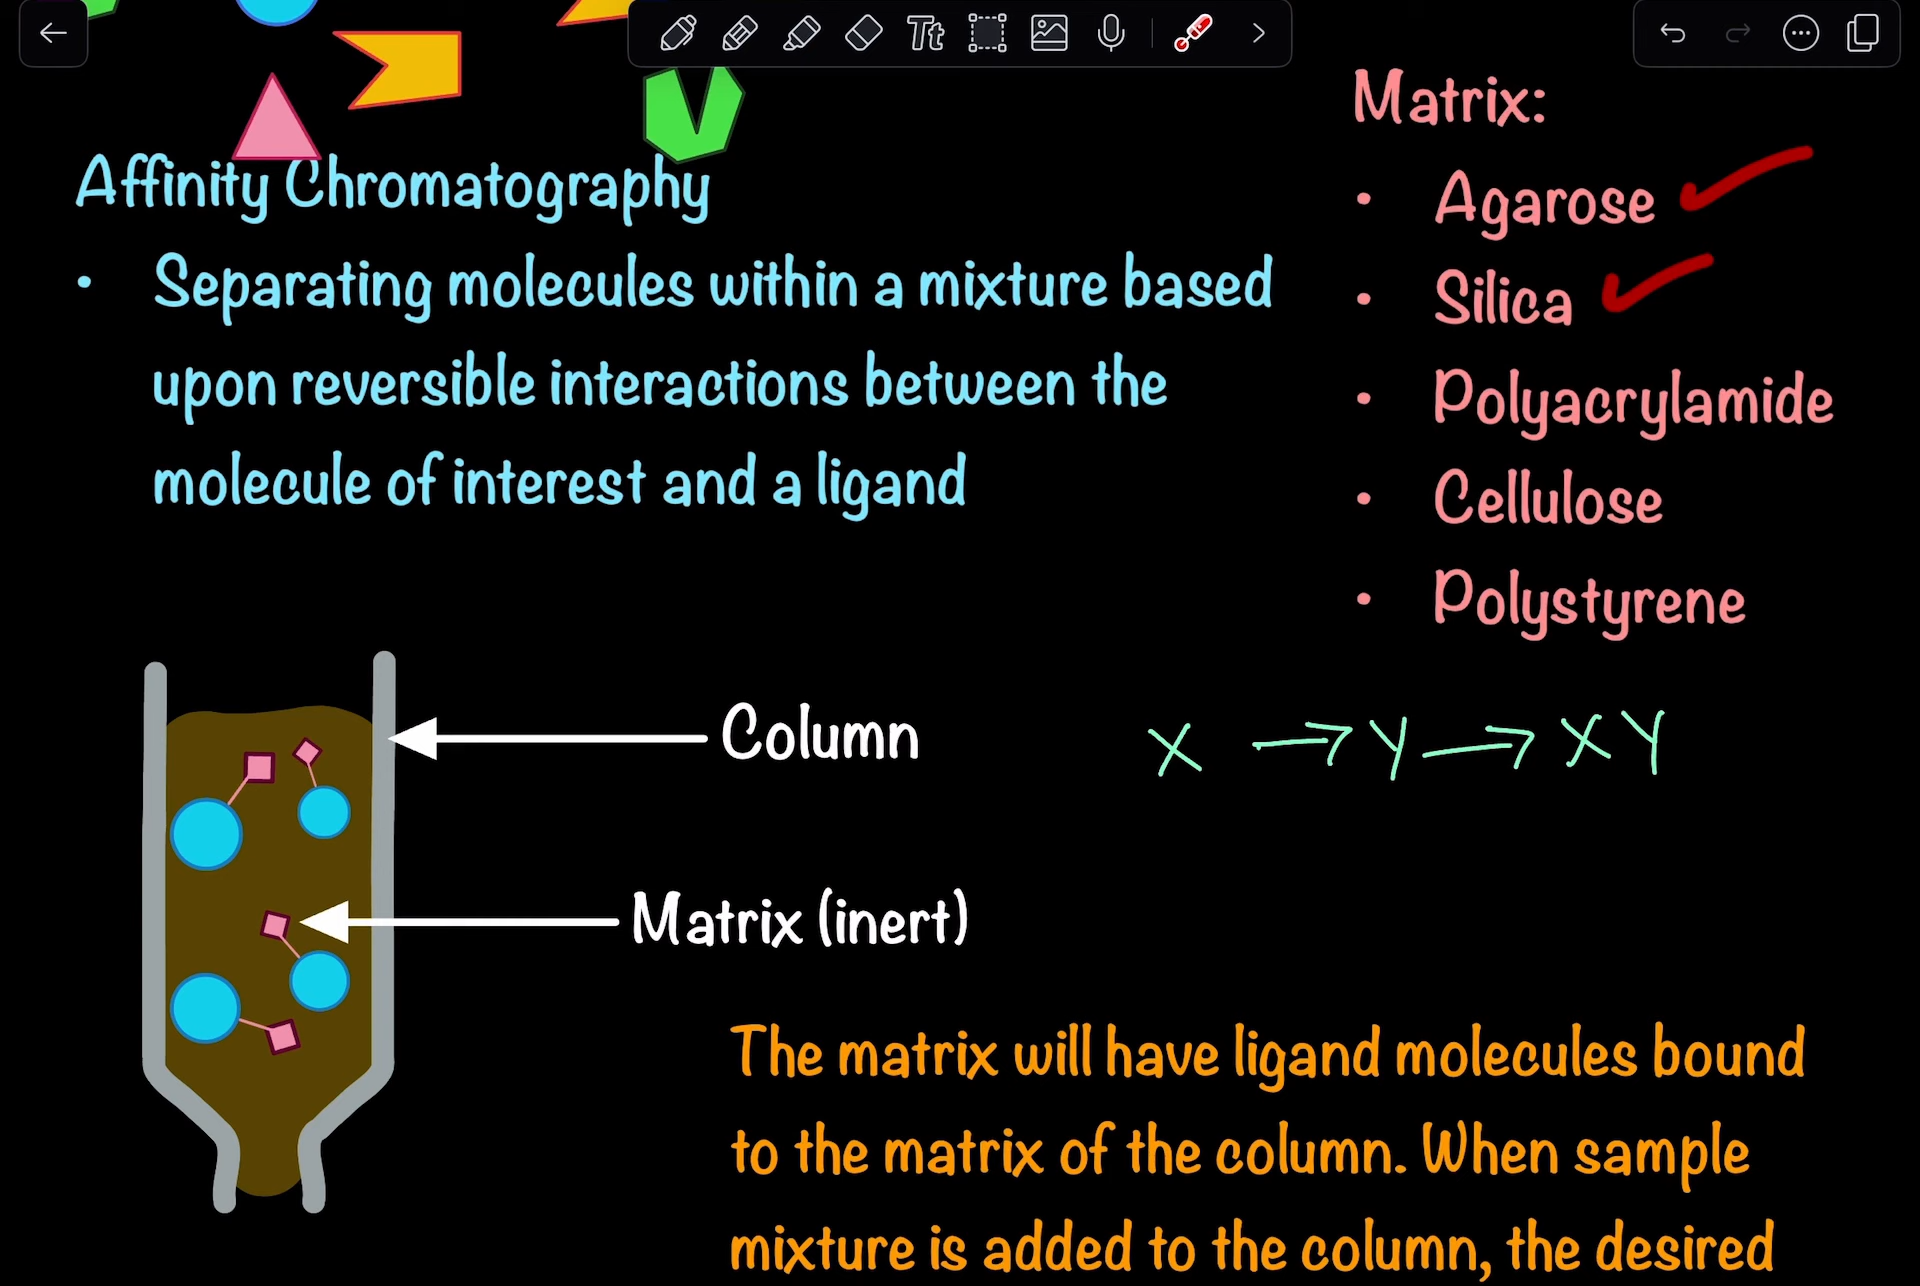 Tt
Affinity Chromatography
• Separating molecules within a mixture based
upon reversible interactions between the
molecule of interest and a ligand
Matrix:
• Agarose
• Silica
• Polyacrylamide
• Cellulose
• Polystyrene
Column
X → Y → XY
Matrix (inert)
The matrix will have ligand molecules bound
to the matrix of the column. When sample
mixture is added to the column, the desired